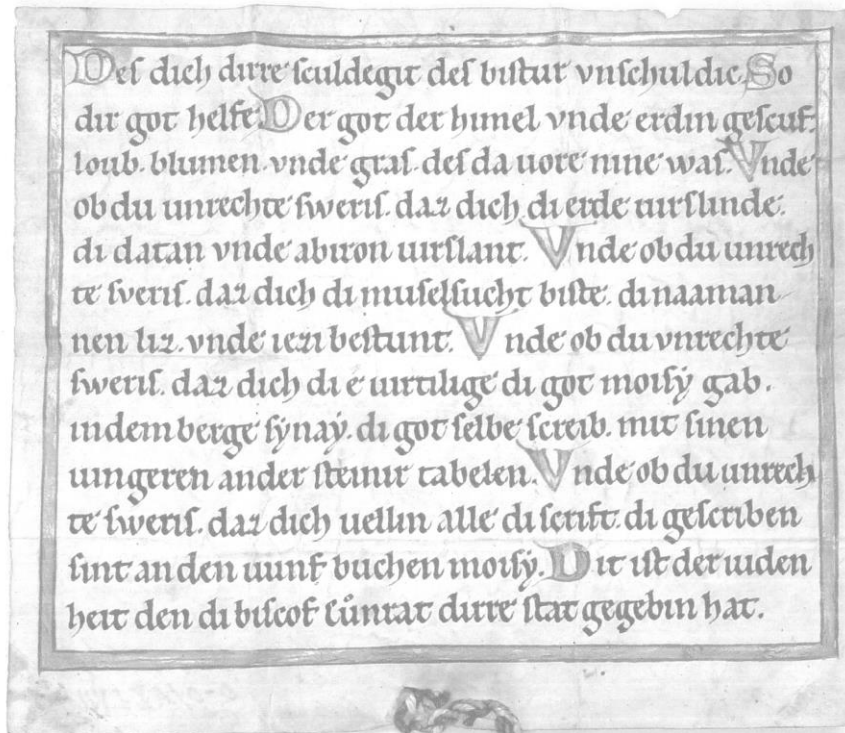 Des dich dirre sculdegit des bistur vnschuldic. So
dir got helfe. Der got der himel vnde erdin gescuf.
loub. blumen. vnde gras. des da uore nine was. Vnde
ob du unrechte sweris. daz dich di erde uirslinde.
di datan vnde abiron uirslant. Vnde ob du unrech
te sveris. daz dich di muselsucht biste. di naaman
nen liz. vnde iezi bestunt. Vnde ob du vnrechte
sweris. daz dich di e uirtilige di got moisy gab.
indem berge synay. di got selbe screib. mit sinen
uingeren ander steinir tabelen. Vnde ob du unrech
te sweris. daz dich uellin alle di scrift. di gescriben
sint an den uunf buchen moisy. Dit ist der iuden
heit den di biscof Cůnrat dirre stat gegebin hat.